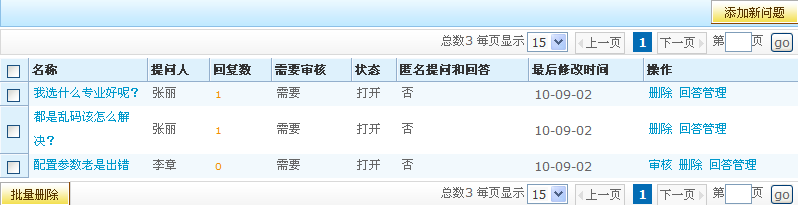 添加新问题
总数3 每页显示 15 上一页 1 下一页 第 页 go
名称 提问人 回复数 需要审核 状态 匿名提问和回答 最后修改时间 操作
我选什么专业好呢? 张丽 1 需要 打开 否 10-09-02 删除 回答管理
都是乱码该怎么解
决? 张丽 1 需要 打开 否 10-09-02 删除 回答管理
配置参数老是出错 李章 0 需要 打开 否 10-09-02 审核 删除 回答管理
批量删除 总数3 每页显示 15 上一页 1 下一页 第 页 go